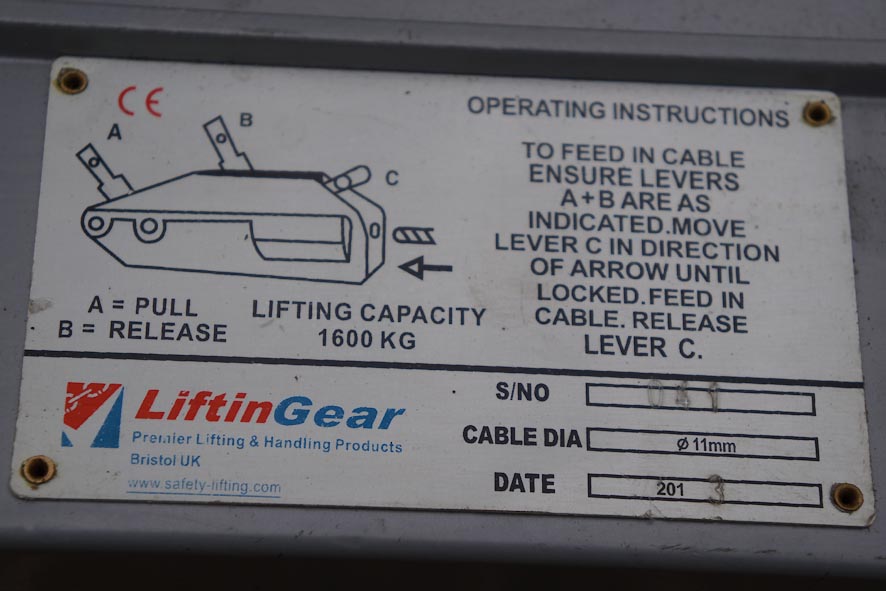 CE
A
B
C
A = PULL
B = RELEASE
LIFTING CAPACITY
1600 KG
OPERATING INSTRUCTIONS
TO FEED IN CABLE
ENSURE LEVERS
A+B ARE AS
INDICATED.MOVE
LEVER C IN DIRECTION
OF ARROW UNTIL
LOCKED.FEED IN
CABLE. RELEASE
LEVER C.
LiftinGear
Premier Lifting & Handling Products
Bristol UK
www.safety-lifting.com
S/NO
CABLE DIA Ø 11mm
DATE 2013